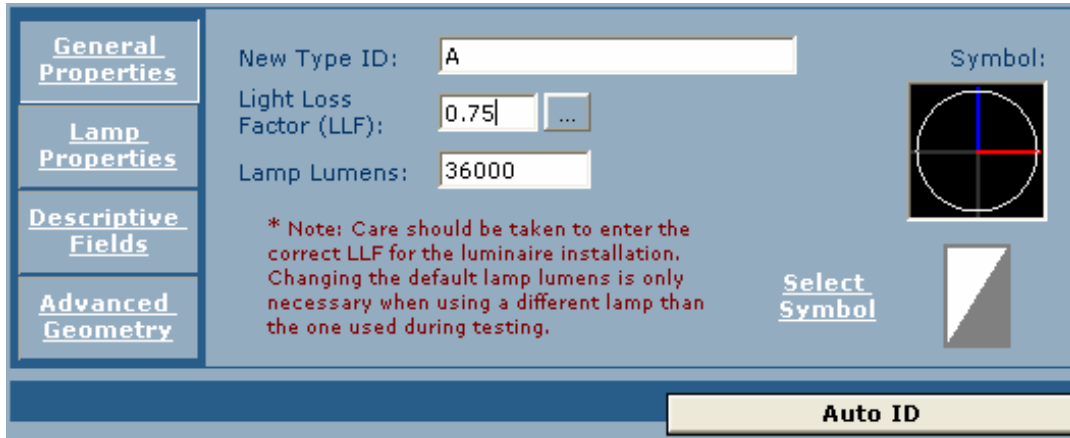 General
Properties
Lamp
Properties
Descriptive
Fields
Advanced
Geometry
New Type ID: A
Symbol:
Light Loss
Factor (LLF): 0.75 ...
Lamp Lumens: 36000
* Note: Care should be taken to enter the
correct LLF for the luminaire installation.
Changing the default lamp lumens is only
necessary when using a different lamp than
the one used during testing.
Select
Symbol
Auto ID